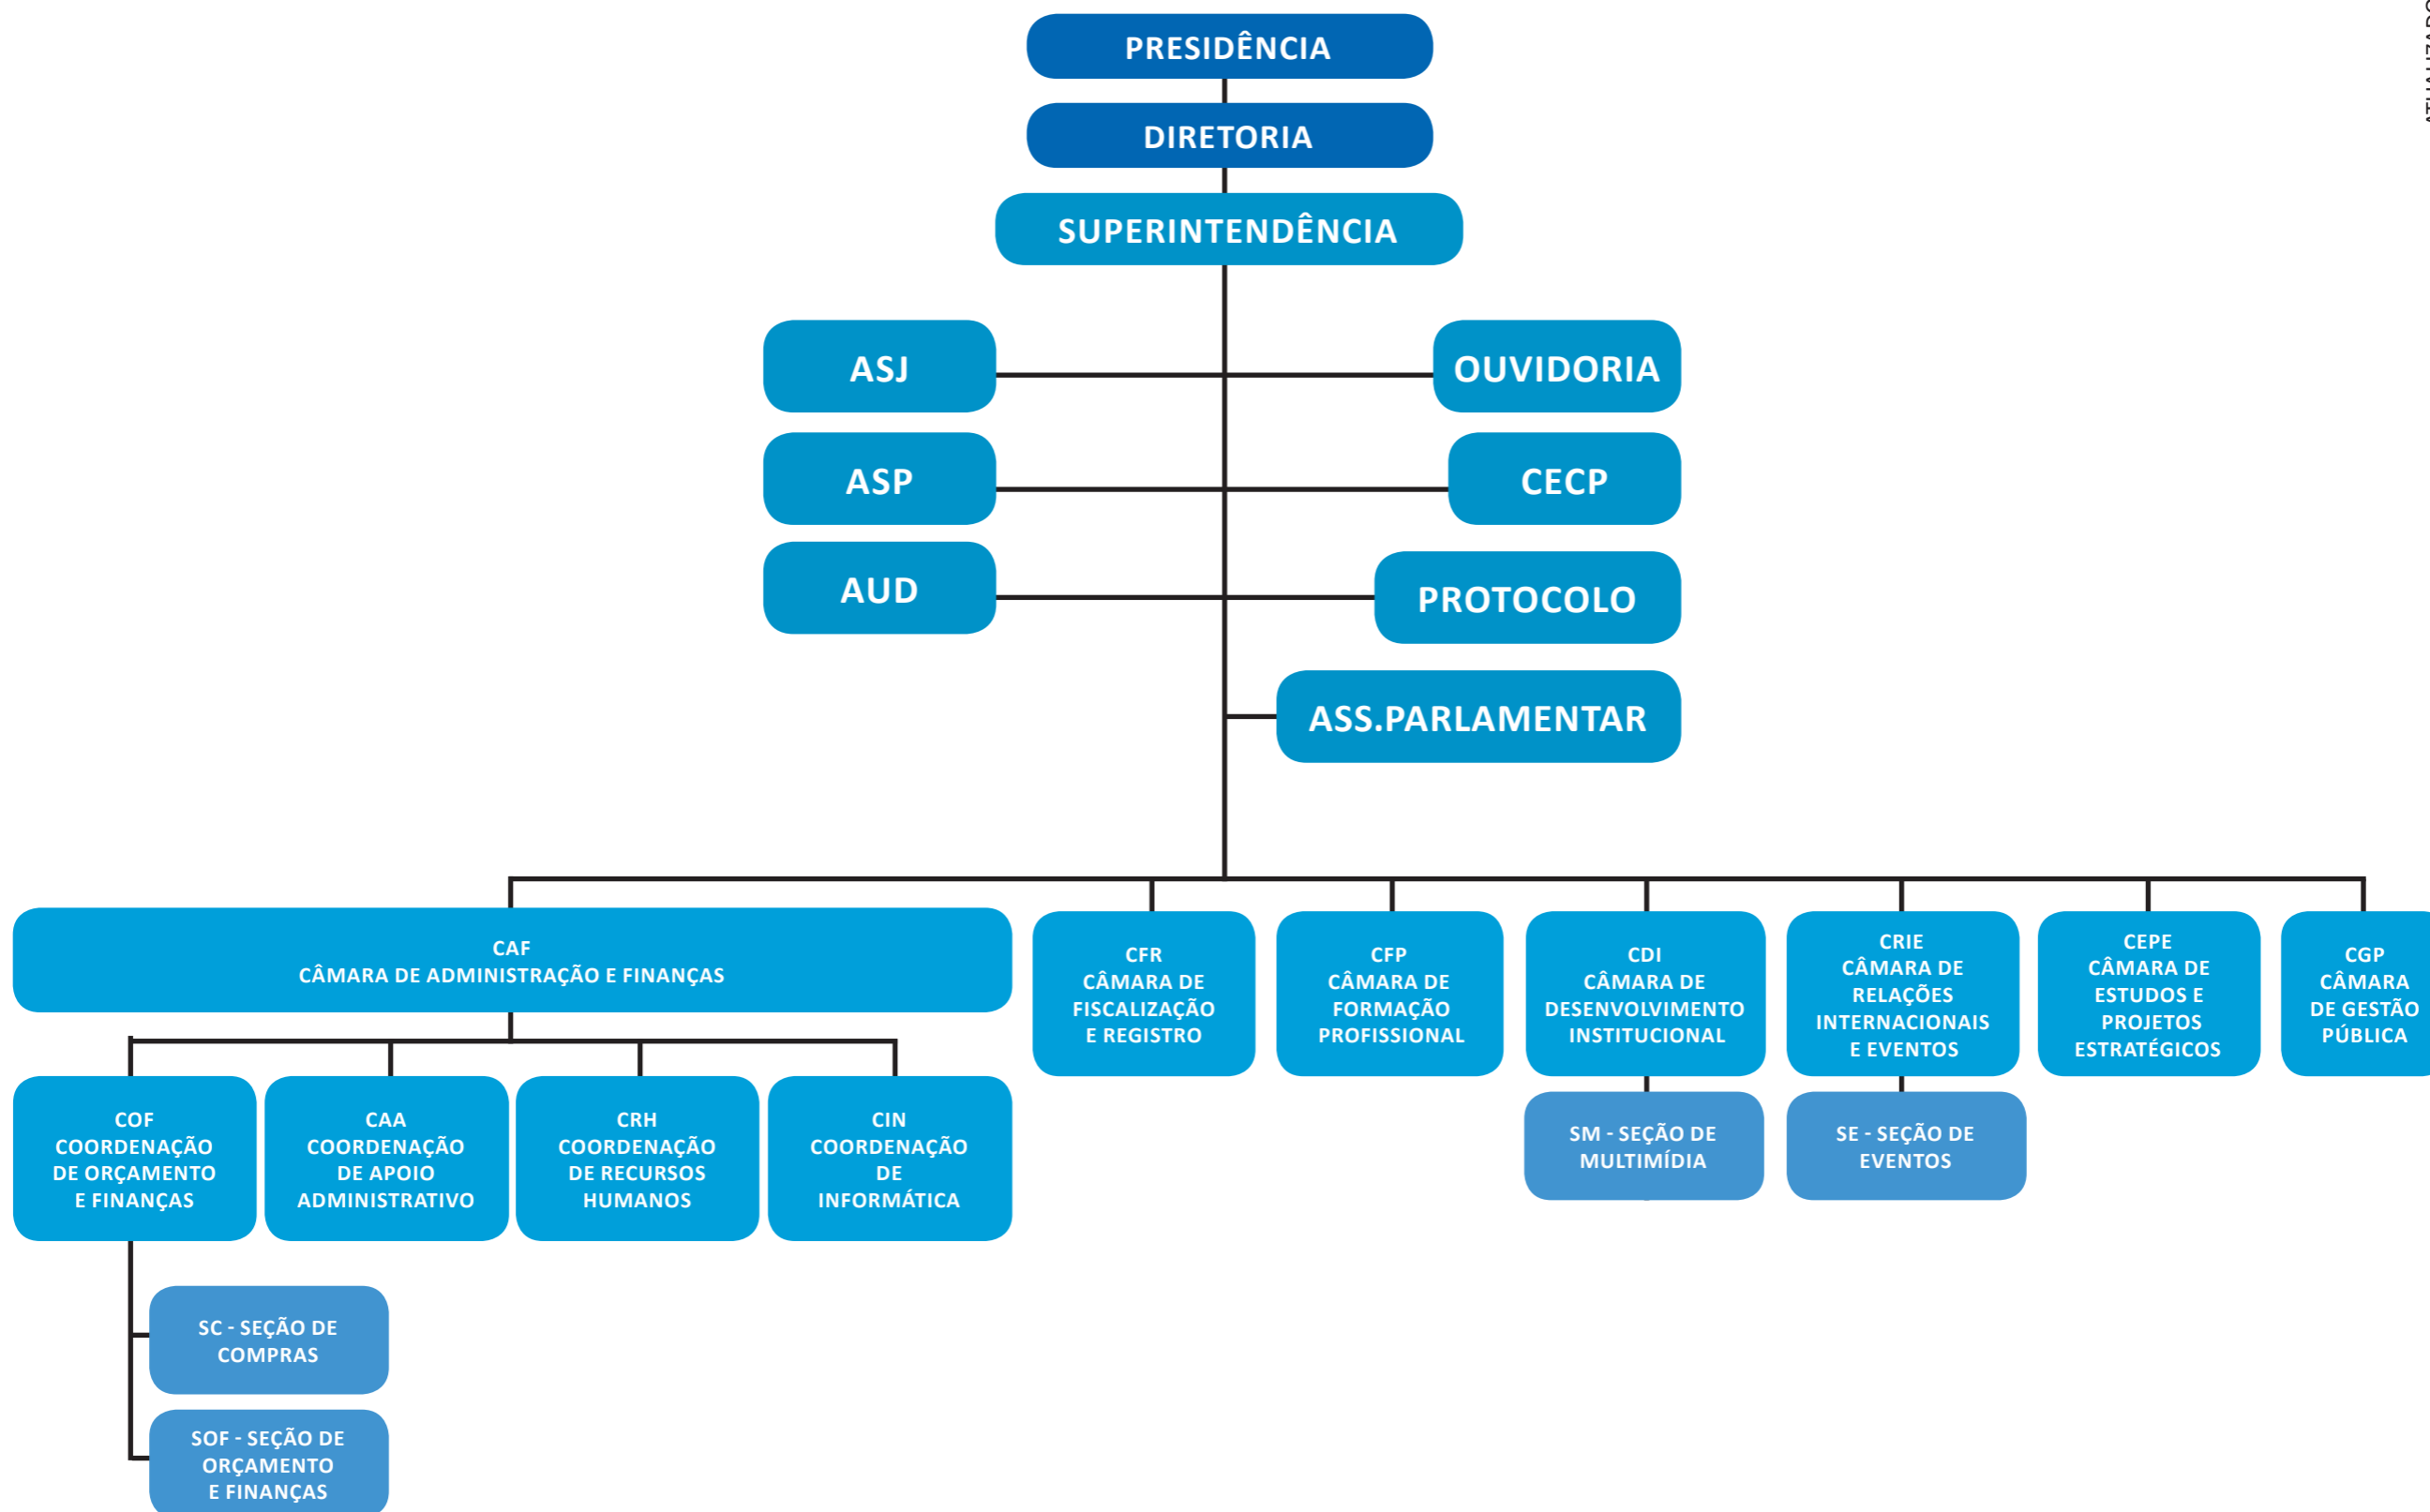 PRESIDÊNCIA
DIRETORIA
SUPERINTENDÊNCIA
ASJ
OUVIDORIA
ASP
CECP
AUD
PROTOCOLO
ASS.PARLAMENTAR
CAF
CÂMARA DE ADMINISTRAÇÃO E FINANÇAS
CFR
CÂMARA DE
FISCALIZAÇÃO
E REGISTRO
CFP
CÂMARA DE
FORMAÇÃO
PROFISSIONAL
CDI
CÂMARA DE
DESENVOLVIMENTO
INSTITUCIONAL
CRIE
CÂMARA DE
RELAÇÕES
INTERNACIONAIS
E EVENTOS
CEPE
CÂMARA DE
ESTUDOS E
PROJETOS
ESTRATÉGICOS
CGP
CÂMARA
DE GESTÃO
PÚBLICA
COF
COORDENAÇÃO
DE ORÇAMENTO
E FINANÇAS
CAA
COORDENAÇÃO
DE APOIO
ADMINISTRATIVO
CRH
COORDENAÇÃO
DE RECURSOS
HUMANOS
CIN
COORDENAÇÃO
DE
INFORMÁTICA
SM - SEÇÃO DE
MULTIMÍDIA
SE - SEÇÃO DE
EVENTOS
SC - SEÇÃO DE
COMPRAS
SOF - SEÇÃO DE
ORÇAMENTO
E FINANÇAS